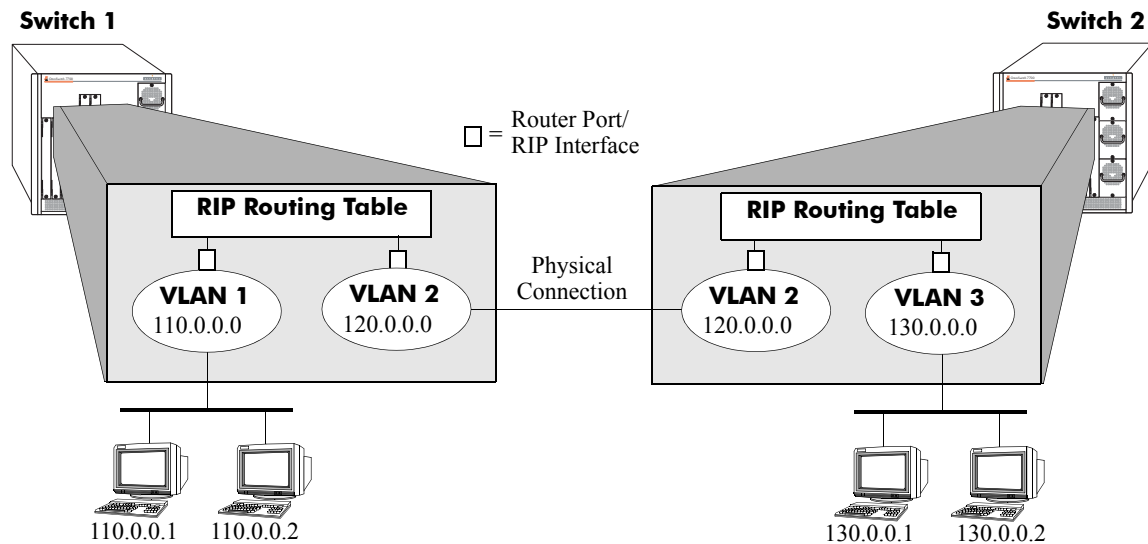 Switch 1
Switch 2
= Router Port/
RIP Interface
RIP Routing Table
RIP Routing Table
VLAN 1
110.0.0.0
VLAN 2
120.0.0.0
Physical
Connection
VLAN 2
120.0.0.0
VLAN 3
130.0.0.0
110.0.0.1
110.0.0.2
130.0.0.1
130.0.0.2